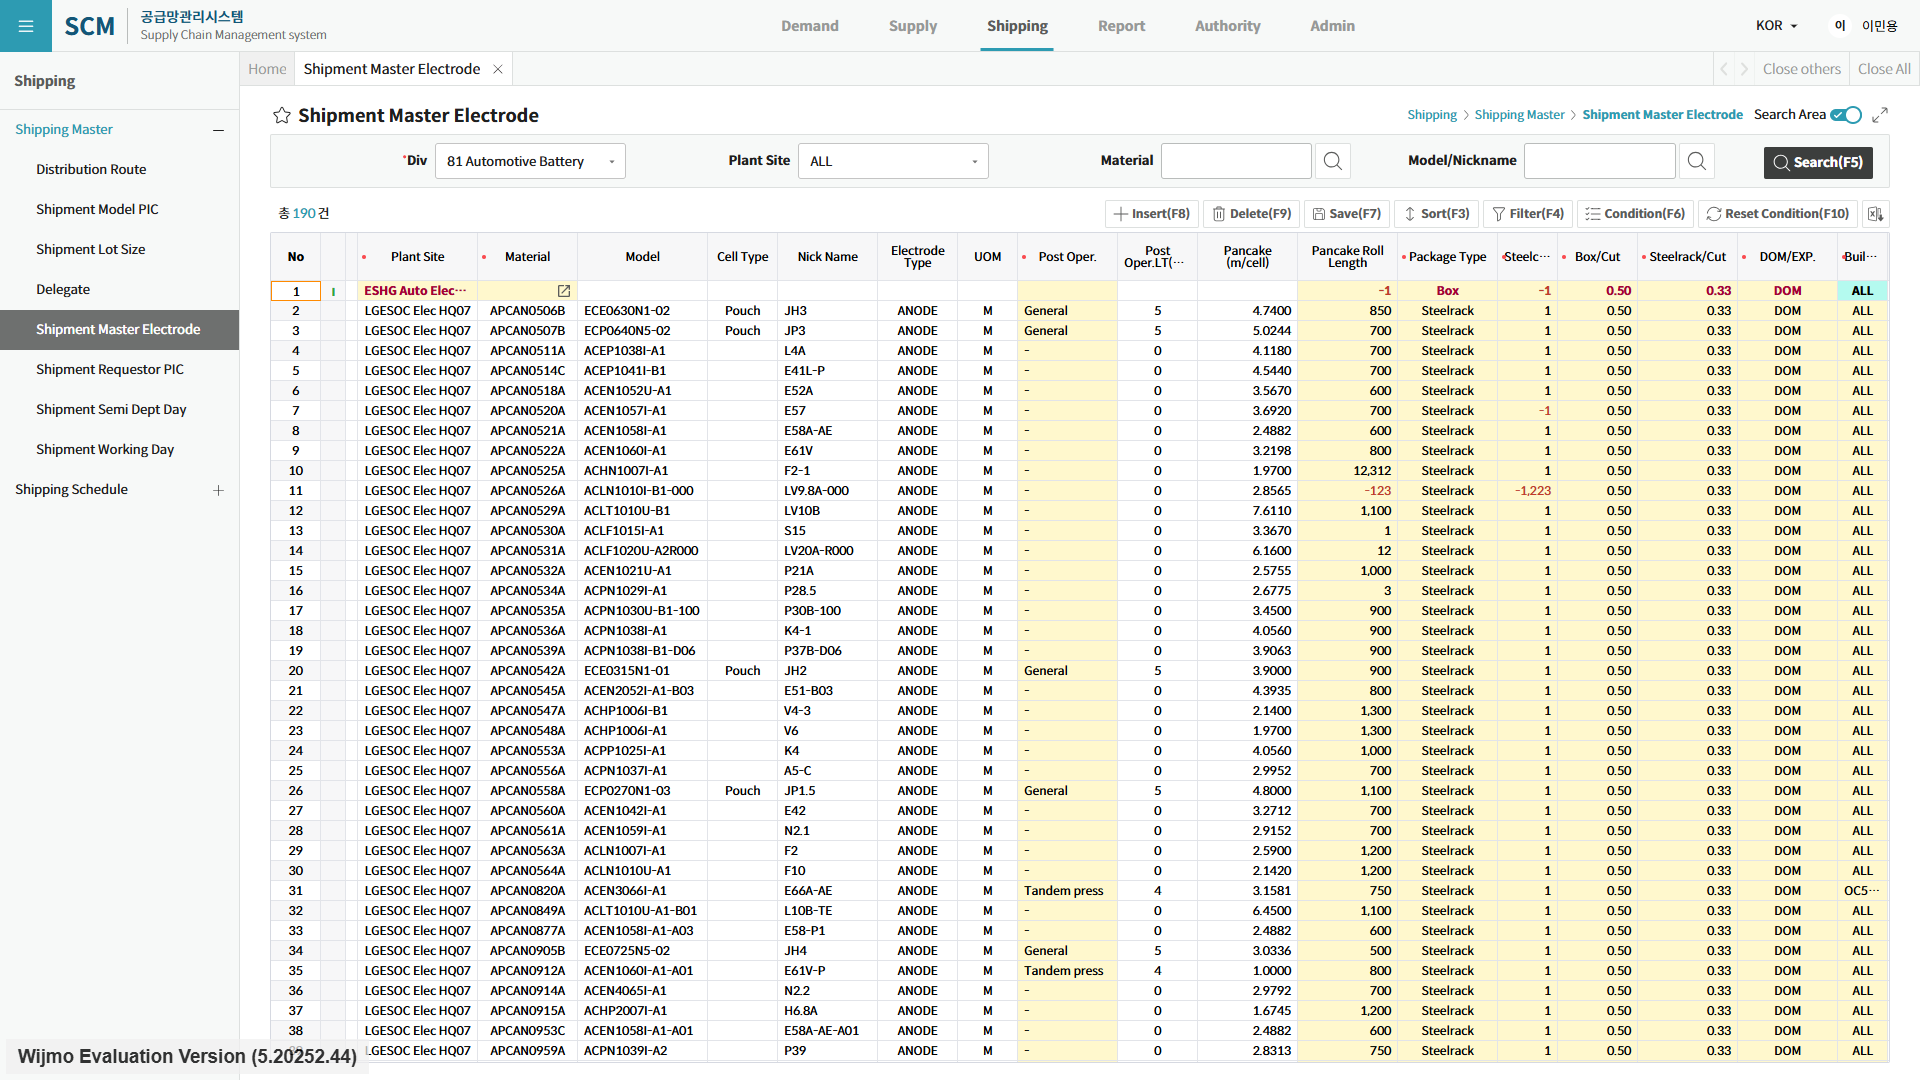 SCM 공급망관리시스템
Supply Chain Management system
Demand Supply Shipping Report Authority Admin
KOR 이 이민용
Shipping
Home Shipment Master Electrode
Close others Close All
Shipping Master
Distribution Route
Shipment Model PIC
Shipment Lot Size
Delegate
Shipment Master Electrode
Shipment Requestor PIC
Shipment Semi Dept Day
Shipment Working Day
Shipping Schedule
Shipment Master Electrode
Shipping > Shipping Master > Shipment Master Electrode Search Area
*Div 81 Automotive Battery Plant Site ALL Material Model/Nickname Search(F5)
총 190 건
Insert(F8) Delete(F9) Save(F7) Sort(F3) Filter(F4) Condition(F6) Reset Condition(F10)
No Plant Site Material Model Cell Type Nick Name Electrode Type UOM Post Oper. Post Oper.LT(··· Pancake (m/cell) Pancake Roll Length Package Type Steelc··· Box/Cut Steelrack/Cut DOM/EXP. Buil···
1 I ESHG Auto Elec··· -1 Box -1 0.50 0.33 DOM ALL
2 LGESOC Elec HQ07 APCAN0506B ECE0630N1-02 Pouch JH3 ANODE M General 5 4.7400 850 Steelrack 1 0.50 0.33 DOM ALL
3 LGESOC Elec HQ07 APCAN0507B ECP0640N5-02 Pouch JP3 ANODE M General 5 5.0244 700 Steelrack 1 0.50 0.33 DOM ALL
4 LGESOC Elec HQ07 APCAN0511A ACEP1038I-A1 L4A ANODE M - 0 4.1180 700 Steelrack 1 0.50 0.33 DOM ALL
5 LGESOC Elec HQ07 APCAN0514C ACEP1041I-B1 E41L-P ANODE M - 0 4.5440 700 Steelrack 1 0.50 0.33 DOM ALL
6 LGESOC Elec HQ07 APCAN0518A ACEN1052U-A1 E52A ANODE M - 0 3.5670 600 Steelrack 1 0.50 0.33 DOM ALL
7 LGESOC Elec HQ07 APCAN0520A ACEN1057I-A1 E57 ANODE M - 0 3.6920 700 Steelrack -1 0.50 0.33 DOM ALL
8 LGESOC Elec HQ07 APCAN0521A ACEN1058I-A1 E58A-AE ANODE M - 0 2.4882 600 Steelrack 1 0.50 0.33 DOM ALL
9 LGESOC Elec HQ07 APCAN0522A ACEN1060I-A1 E61V ANODE M - 0 3.2198 800 Steelrack 1 0.50 0.33 DOM ALL
10 LGESOC Elec HQ07 APCAN0525A ACHN1007I-A1 F2-1 ANODE M - 0 1.9700 12,312 Steelrack 1 0.50 0.33 DOM ALL
11 LGESOC Elec HQ07 APCAN0526A ACLN1010I-B1-000 LV9.8A-000 ANODE M - 0 2.8565 -123 Steelrack -1,223 0.50 0.33 DOM ALL
12 LGESOC Elec HQ07 APCAN0529A ACLT1010U-B1 LV10B ANODE M - 0 7.6110 1,100 Steelrack 1 0.50 0.33 DOM ALL
13 LGESOC Elec HQ07 APCAN0530A ACLF1015I-A1 S15 ANODE M - 0 3.3670 1 Steelrack 1 0.50 0.33 DOM ALL
14 LGESOC Elec HQ07 APCAN0531A ACLF1020U-A2R000 LV20A-R000 ANODE M - 0 6.1600 12 Steelrack 1 0.50 0.33 DOM ALL
15 LGESOC Elec HQ07 APCAN0532A ACEN1021U-A1 P21A ANODE M - 0 2.5755 1,000 Steelrack 1 0.50 0.33 DOM ALL
16 LGESOC Elec HQ07 APCAN0534A ACPN1029I-A1 P28.5 ANODE M - 0 2.6775 3 Steelrack 1 0.50 0.33 DOM ALL
17 LGESOC Elec HQ07 APCAN0535A ACPN1030U-B1-100 P30B-100 ANODE M - 0 3.4500 900 Steelrack 1 0.50 0.33 DOM ALL
18 LGESOC Elec HQ07 APCAN0536A ACPN1038I-A1 K4-1 ANODE M - 0 4.0560 900 Steelrack 1 0.50 0.33 DOM ALL
19 LGESOC Elec HQ07 APCAN0539A ACPN1038I-B1-D06 P37B-D06 ANODE M - 0 3.9063 900 Steelrack 1 0.50 0.33 DOM ALL
20 LGESOC Elec HQ07 APCAN0542A ECE0315N1-01 Pouch JH2 ANODE M General 5 3.9000 900 Steelrack 1 0.50 0.33 DOM ALL
21 LGESOC Elec HQ07 APCAN0545A ACEN2052I-A1-B03 E51-B03 ANODE M - 0 4.3935 800 Steelrack 1 0.50 0.33 DOM ALL
22 LGESOC Elec HQ07 APCAN0547A ACHP1006I-B1 V4-3 ANODE M - 0 2.1400 1,300 Steelrack 1 0.50 0.33 DOM ALL
23 LGESOC Elec HQ07 APCAN0548A ACHP1006I-A1 V6 ANODE M - 0 1.9700 1,300 Steelrack 1 0.50 0.33 DOM ALL
24 LGESOC Elec HQ07 APCAN0553A ACPP1025I-A1 K4 ANODE M - 0 4.0560 1,000 Steelrack 1 0.50 0.33 DOM ALL
25 LGESOC Elec HQ07 APCAN0556A ACPN1037I-A1 A5-C ANODE M - 0 2.9952 700 Steelrack 1 0.50 0.33 DOM ALL
26 LGESOC Elec HQ07 APCAN0558A ECP0270N1-03 Pouch JP1.5 ANODE M General 5 4.8000 1,100 Steelrack 1 0.50 0.33 DOM ALL
27 LGESOC Elec HQ07 APCAN0560A ACEN1042I-A1 E42 ANODE M - 0 3.2712 700 Steelrack 1 0.50 0.33 DOM ALL
28 LGESOC Elec HQ07 APCAN0561A ACEN1059I-A1 N2.1 ANODE M - 0 2.9152 700 Steelrack 1 0.50 0.33 DOM ALL
29 LGESOC Elec HQ07 APCAN0563A ACLN1007I-A1 F2 ANODE M - 0 2.5900 1,200 Steelrack 1 0.50 0.33 DOM ALL
30 LGESOC Elec HQ07 APCAN0564A ACLN1010U-A1 F10 ANODE M - 0 2.1420 1,200 Steelrack 1 0.50 0.33 DOM ALL
31 LGESOC Elec HQ07 APCAN0820A ACEN3066I-A1 E66A-AE ANODE M Tandem press 4 3.1581 750 Steelrack 1 0.50 0.33 DOM OC5···
32 LGESOC Elec HQ07 APCAN0849A ACLT1010U-A1-B01 L10B-TE ANODE M - 0 6.4500 1,100 Steelrack 1 0.50 0.33 DOM ALL
33 LGESOC Elec HQ07 APCAN0877A ACEN1058I-A1-A03 E58-P1 ANODE M - 0 2.4882 600 Steelrack 1 0.50 0.33 DOM ALL
34 LGESOC Elec HQ07 APCAN0905B ECE0725N5-02 JH4 ANODE M General 5 3.0336 500 Steelrack 1 0.50 0.33 DOM ALL
35 LGESOC Elec HQ07 APCAN0912A ACEN1060I-A1-A01 E61V-P ANODE M Tandem press 4 1.0000 800 Steelrack 1 0.50 0.33 DOM ALL
36 LGESOC Elec HQ07 APCAN0914A ACEN4065I-A1 N2.2 ANODE M - 0 2.9792 700 Steelrack 1 0.50 0.33 DOM ALL
37 LGESOC Elec HQ07 APCAN0915A ACHP2007I-A1 H6.8A ANODE M - 0 1.6745 1,200 Steelrack 1 0.50 0.33 DOM ALL
38 LGESOC Elec HQ07 APCAN0953C ACEN1058I-A1-A01 E58A-AE-A01 ANODE M - 0 2.4882 600 Steelrack 1 0.50 0.33 DOM ALL
LGESOC Elec HQ07 APCAN0959A ACPN1039I-A2 P39 ANODE M - 0 2.8313 750 Steelrack 1 0.50 0.33 DOM ALL
Wijmo Evaluation Version (5.20252.44)